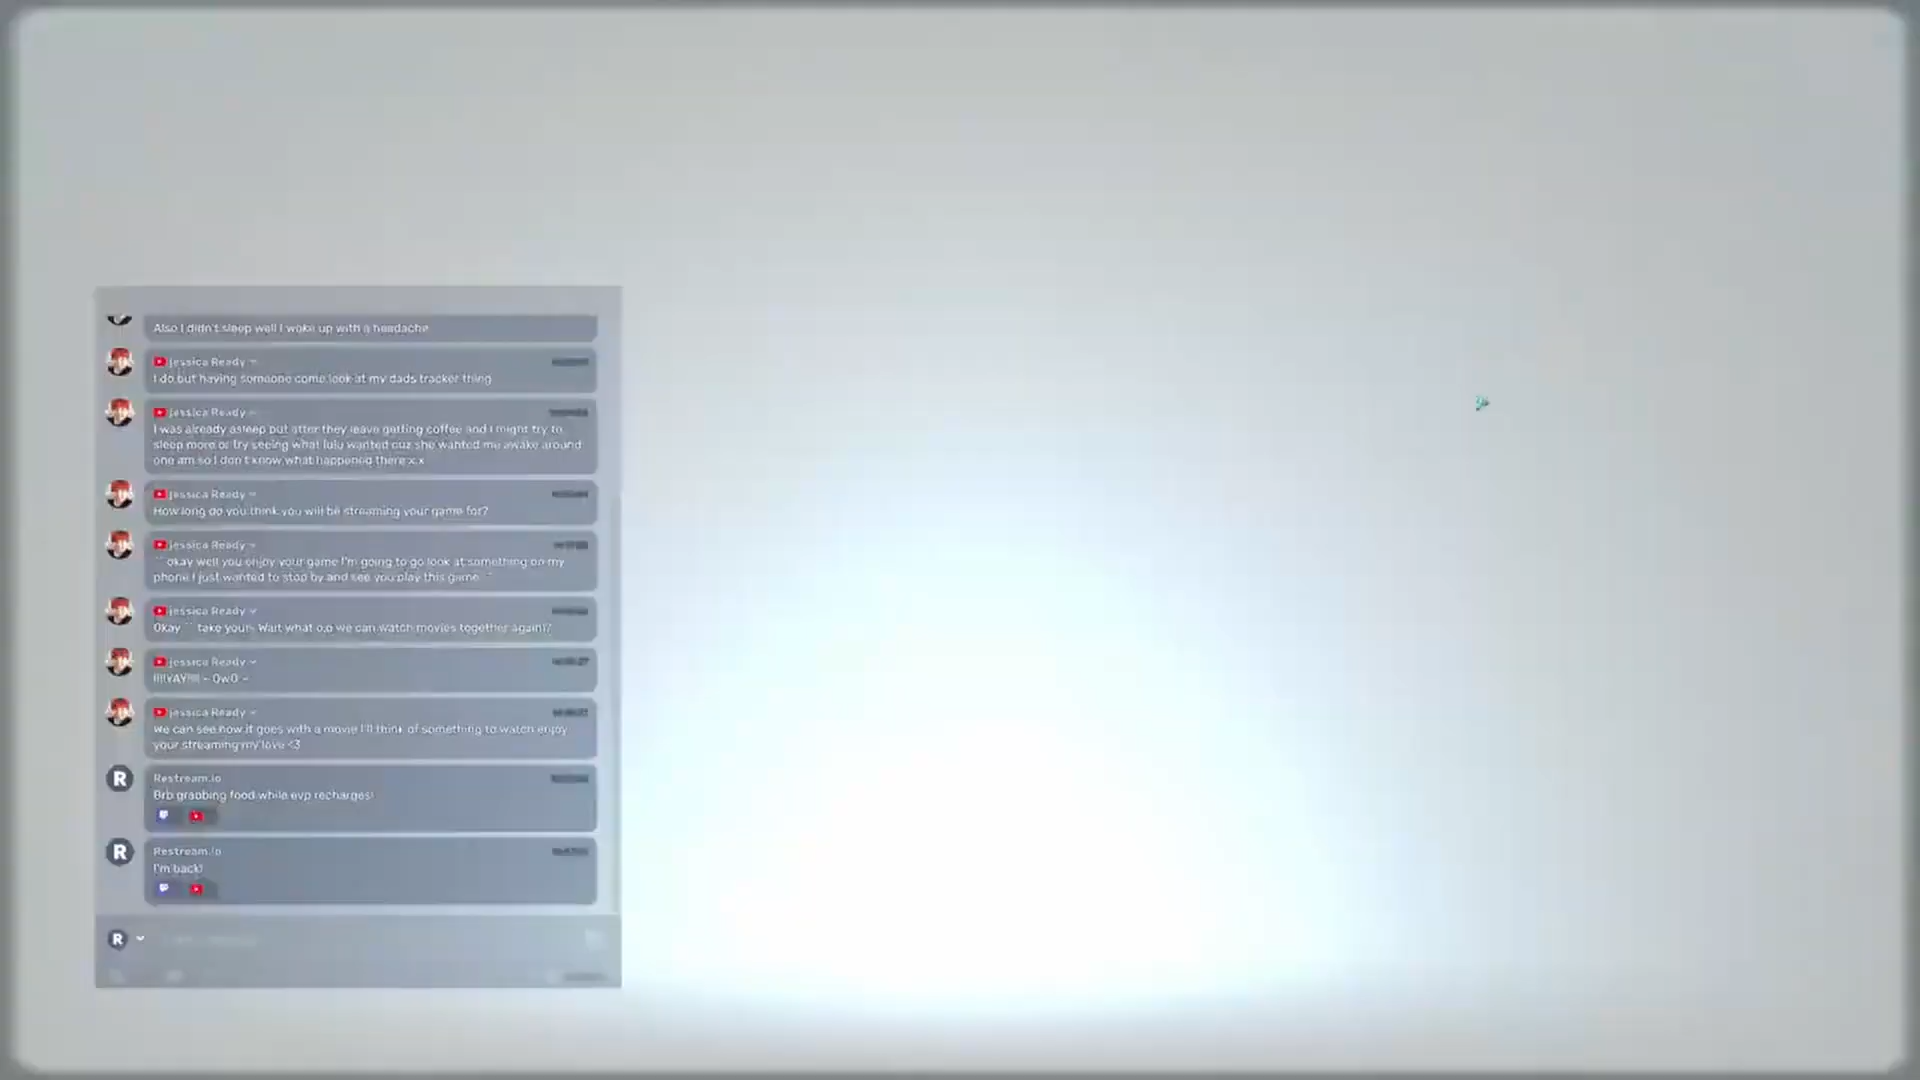 Also I didn't sleep well I woke up with a headache
Jessica Ready
I do but having someone come look at my dads tracker thing
Jessica Ready
I was already asleep but after they leave getting coffee and I might try to
sleep more or try seeing what lulu wanted cuz she wanted me awake around
one am so I don't know what happened there x.x
Jessica Ready
How long do you think you will be streaming your game for?
Jessica Ready
okay well you enjoy your game I'm going to go look at something on my
phone I just wanted to stop by and see you play this game
Jessica Ready
Okay ^^ take your- Wait what o.o we can watch movies together again!?
Jessica Ready
~ OwO ~
Jessica Ready
We can see how it goes with a movie I'll think of something to watch enjoy
your streaming my love <3
R
Restream.io
Brb grabbing food while evp recharges!
R
Restream.io
I'm back!
R